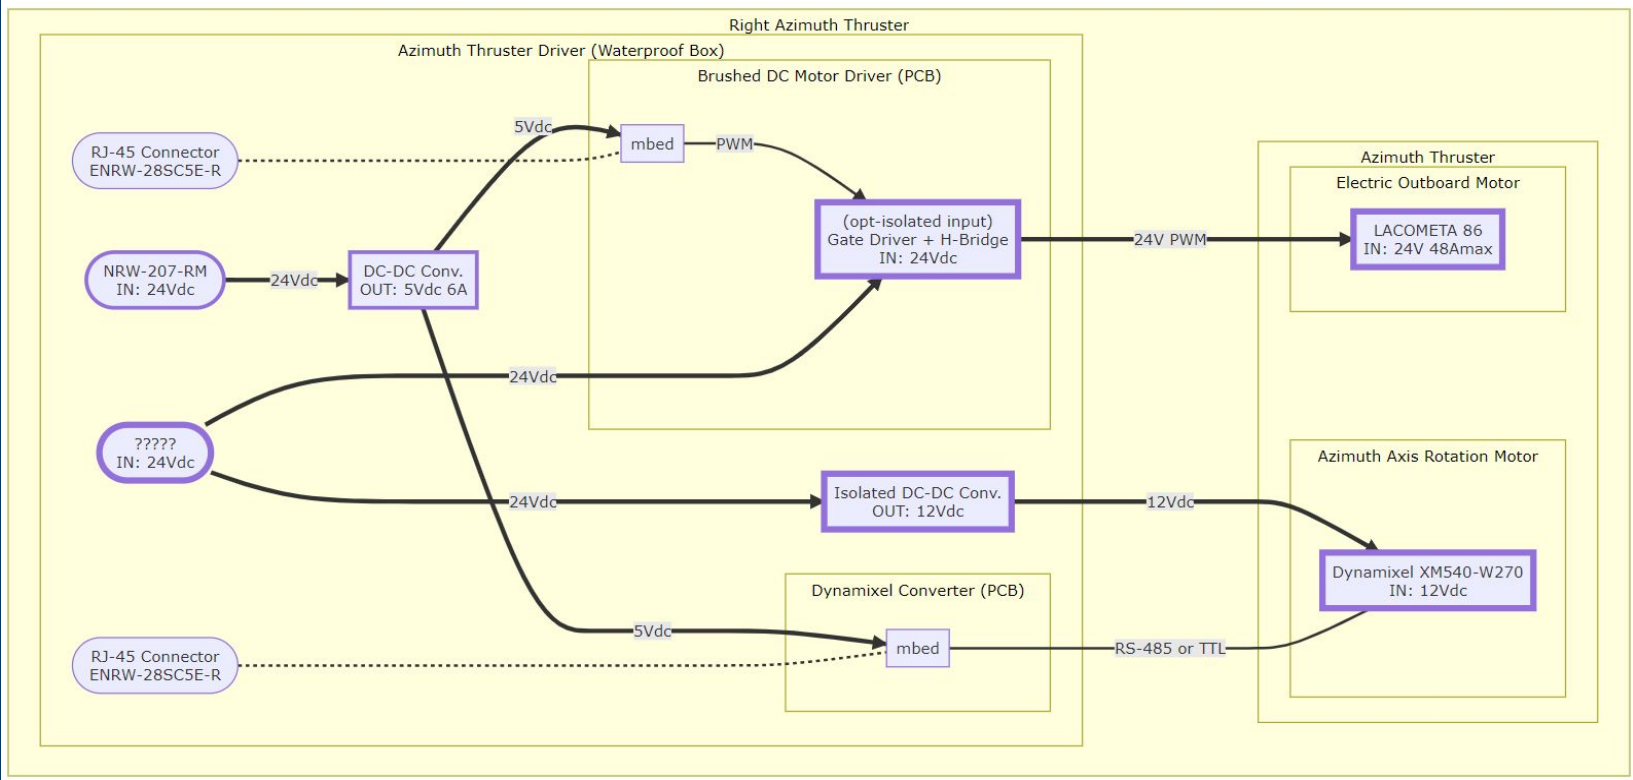 Right Azimuth Thruster
Azimuth Thruster Driver (Waterproof Box)
Brushed DC Motor Driver (PCB)
5Vdc
RJ-45 Connector
ENRW-28SC5E-R
mbed
PWM
Azimuth Thruster
Electric Outboard Motor
(opt-isolated input)
Gate Driver + H-Bridge
IN: 24Vdc
24V PWM
LACOMETA 86
IN: 24V 48Amax
NRW-207-RM
IN: 24Vdc
24Vdc
DC-DC Conv.
OUT: 5Vdc 6A
24Vdc
?????
IN: 24Vdc
Azimuth Axis Rotation Motor
24Vdc
Isolated DC-DC Conv.
OUT: 12Vdc
12Vdc
Dynamixel XM540-W270
IN: 12Vdc
Dynamixel Converter (PCB)
5Vdc
mbed
RS-485 or TTL
RJ-45 Connector
ENRW-28SC5E-R